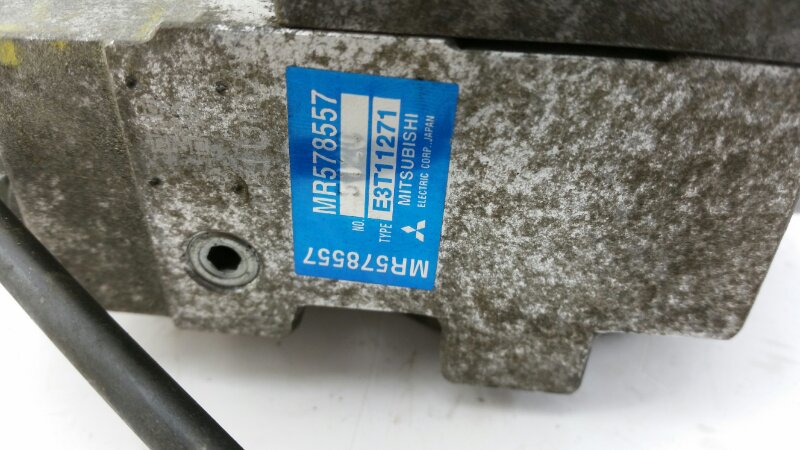 MR578557
NO.
TYPE E3T11271
MITSUBISHI
ELECTRIC CORP. JAPAN
MR578557